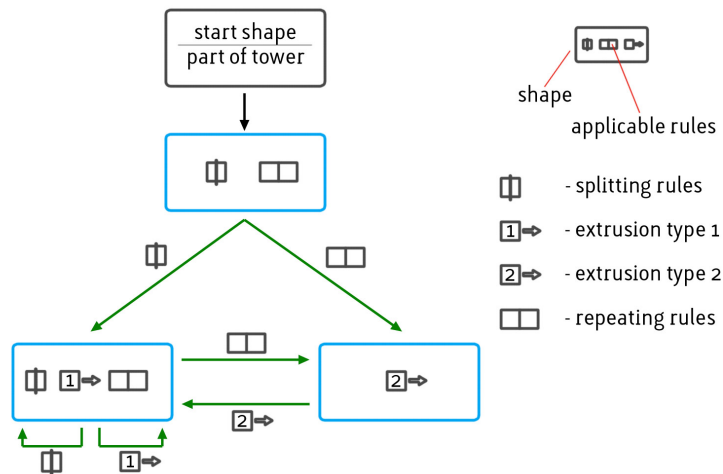 start shape
part of tower
shape
applicable rules
- splitting rules
1 - extrusion type 1
2 - extrusion type 2
- repeating rules
1
2
2
1